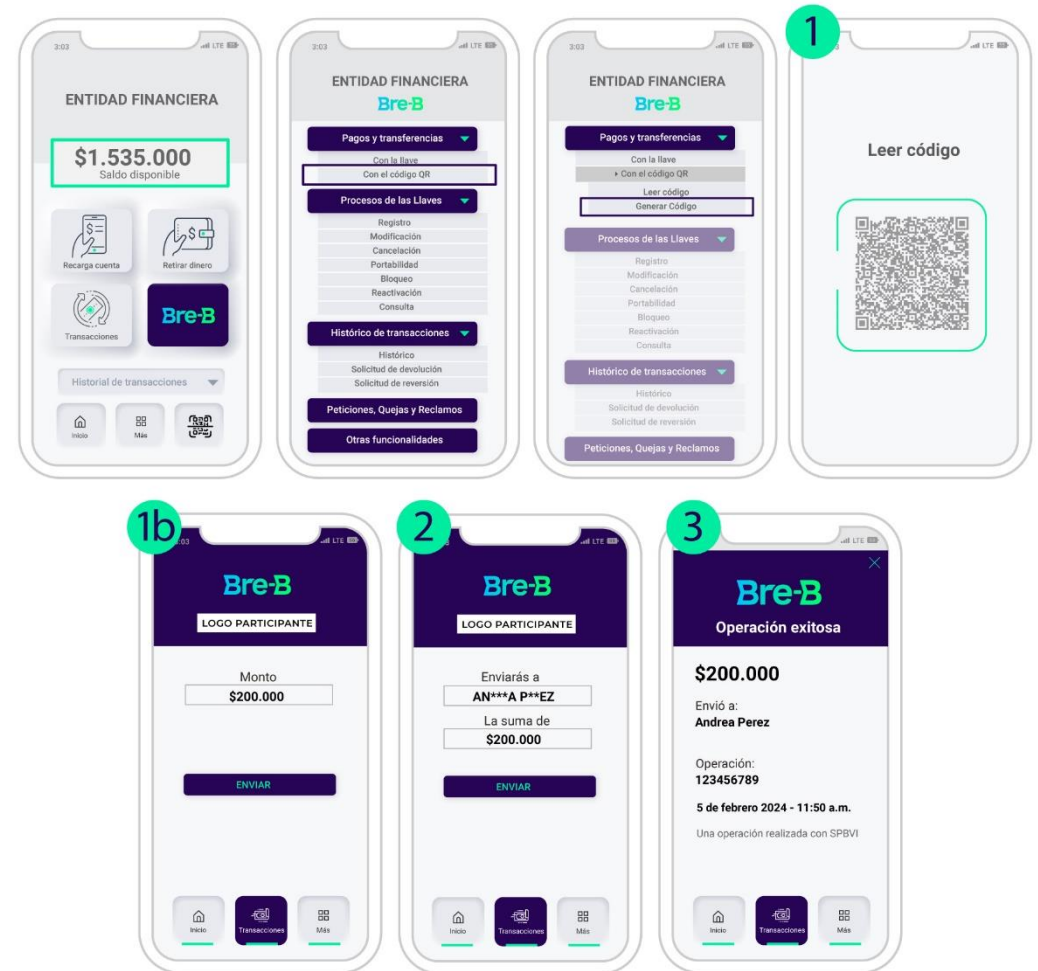 3:03
LTE
ENTIDAD FINANCIERA
$1.535.000
Saldo disponible
Recarga cuenta
Retirar dinero
Transacciones
Bre-B
Historial de transacciones
Inicio
Más
3:03
LTE
ENTIDAD FINANCIERA
Bre-B
Pagos y transferencias
Con la llave
Con el código QR
Procesos de las Llaves
Registro
Modificación
Cancelación
Portabilidad
Bloqueo
Reactivación
Consulta
Histórico de transacciones
Histórico
Solicitud de devolución
Solicitud de reversión
Peticiones, Quejas y Reclamos
Otras funcionalidades
3:03
LTE
ENTIDAD FINANCIERA
Bre-B
Pagos y transferencias
Con la llave
Con el código QR
Leer código
Generar Código
Procesos de las Llaves
Registro
Modificación
Cancelación
Portabilidad
Bloqueo
Reactivación
Consulta
Histórico de transacciones
Histórico
Solicitud de devolución
Solicitud de reversión
Peticiones, Quejas y Reclamos
1
LTE
Leer código
1b
LTE
Bre-B
LOGO PARTICIPANTE
Monto
$200.000
ENVIAR
Inicio
Transacciones
Más
2
LTE
Bre-B
LOGO PARTICIPANTE
Enviarás a
AN***A P**EZ
La suma de
$200.000
ENVIAR
Inicio
Transacciones
Más
3
LTE
Bre-B
Operación exitosa
$200.000
Envió a:
Andrea Perez
Operación:
123456789
5 de febrero 2024 - 11:50 a.m.
Una operación realizada con SPBVI
Inicio
Transacciones
Más